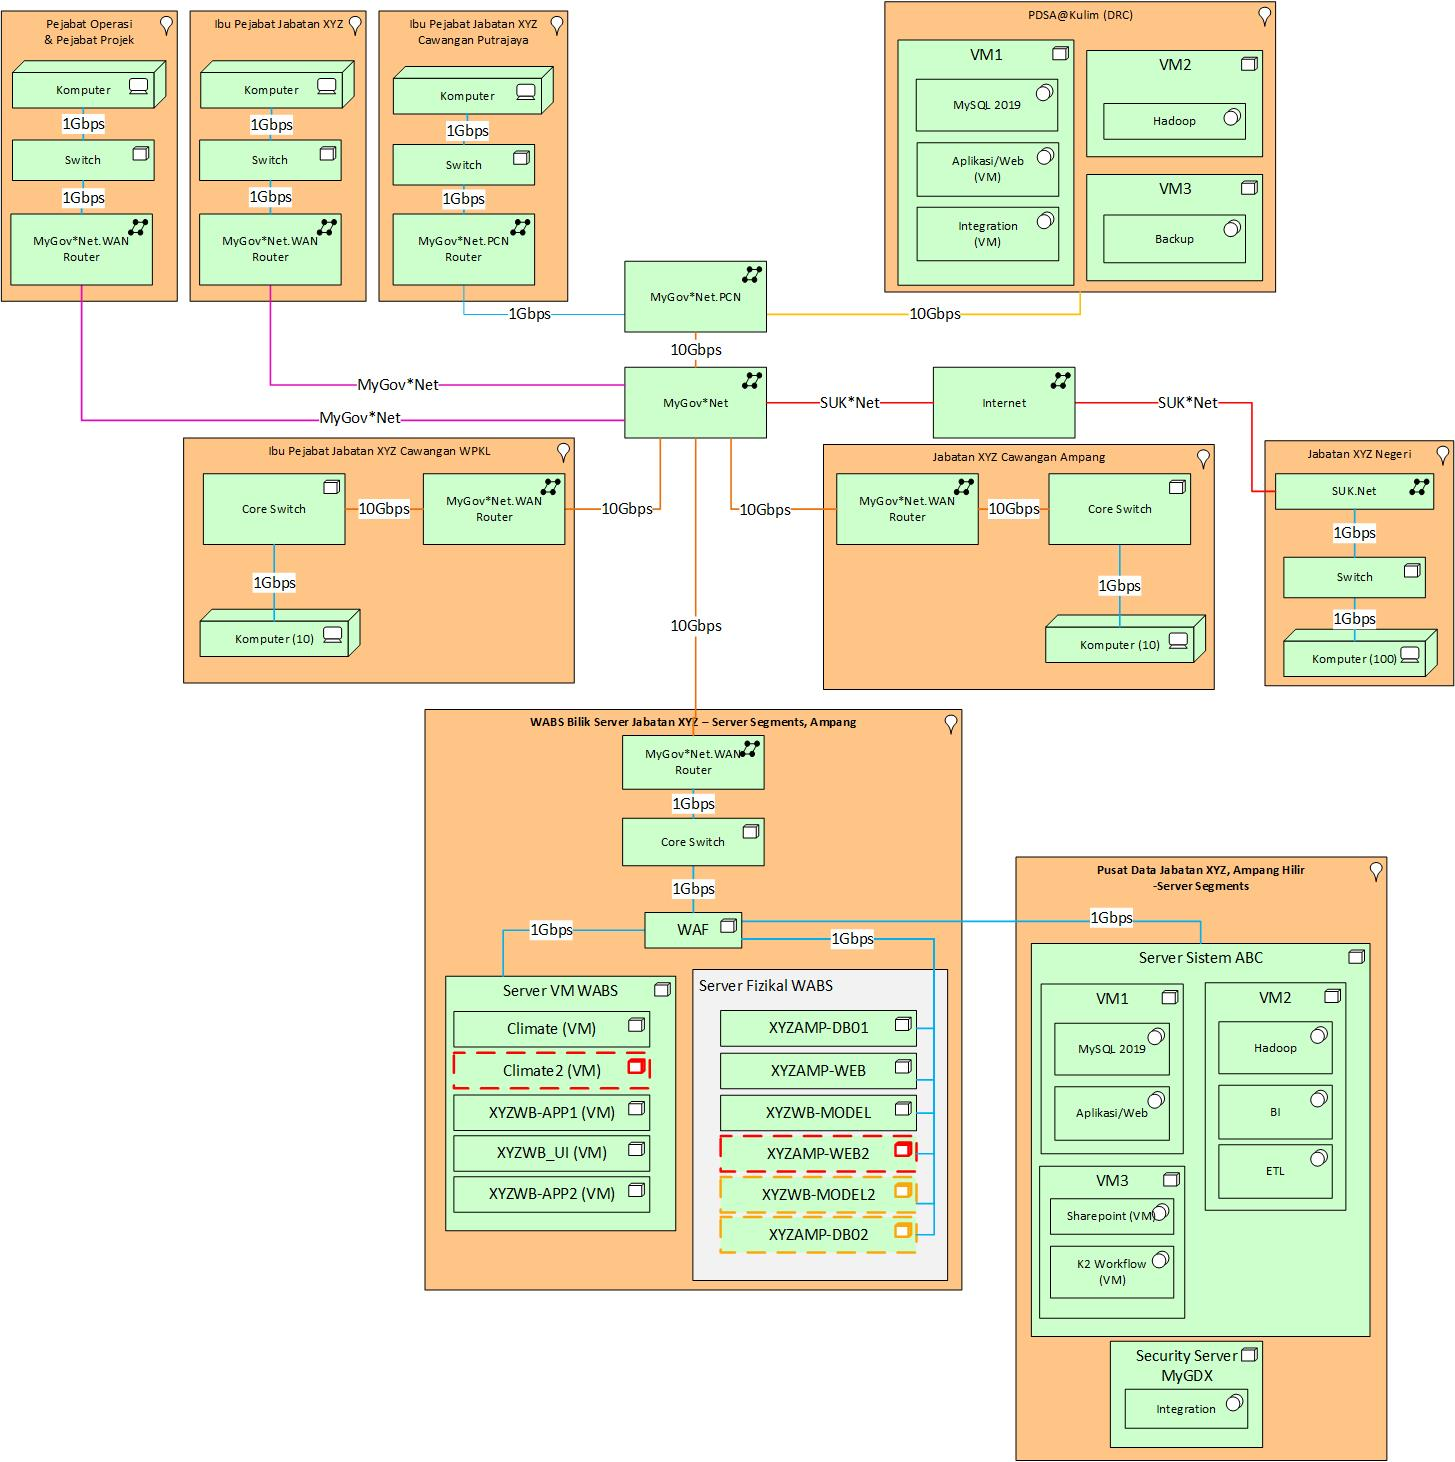 Pejabat Operasi
& Pejabat Projek
Komputer
1Gbps
Switch
1Gbps
MyGov*Net.WAN
Router
Ibu Pejabat Jabatan XYZ
Komputer
1Gbps
Switch
1Gbps
MyGov*Net.WAN
Router
Ibu Pejabat Jabatan XYZ
Cawangan Putrajaya
Komputer
1Gbps
Switch
1Gbps
MyGov*Net.PCN
Router
PDSA@Kulim (DRC)
VM1
MySQL 2019
Aplikasi/Web
(VM)
Integration
(VM)
VM2
Hadoop
VM3
Backup
MyGov*Net.PCN
1Gbps
10Gbps
10Gbps
MyGov*Net
MyGov*Net
MyGov*Net
SUK*Net
Internet
SUK*Net
Ibu Pejabat Jabatan XYZ Cawangan WPKL
Core Switch
10Gbps
MyGov*Net.WAN
Router
10Gbps
1Gbps
Komputer (10)
Jabatan XYZ Cawangan Ampang
10Gbps
MyGov*Net.WAN
Router
10Gbps
Core Switch
1Gbps
Komputer (10)
Jabatan XYZ Negeri
SUK.Net
1Gbps
Switch
1Gbps
Komputer (100)
10Gbps
WABS Bilik Server Jabatan XYZ – Server Segments, Ampang
MyGov*Net.WAN
Router
1Gbps
Core Switch
1Gbps
WAF
1Gbps
1Gbps
1Gbps
Server VM WABS
Climate (VM)
Climate2 (VM)
XYZWB-APP1 (VM)
XYZWB_UI (VM)
XYZWB-APP2 (VM)
Server Fizikal WABS
XYZAMP-DB01
XYZAMP-WEB
XYZWB-MODEL
XYZAMP-WEB2
XYZWB-MODEL2
XYZAMP-DB02
Pusat Data Jabatan XYZ, Ampang Hilir
-Server Segments
Server Sistem ABC
VM1
MySQL 2019
Aplikasi/Web
VM2
Hadoop
BI
ETL
VM3
Sharepoint (VM)
K2 Workflow
(VM)
Security Server
MyGDX
Integration